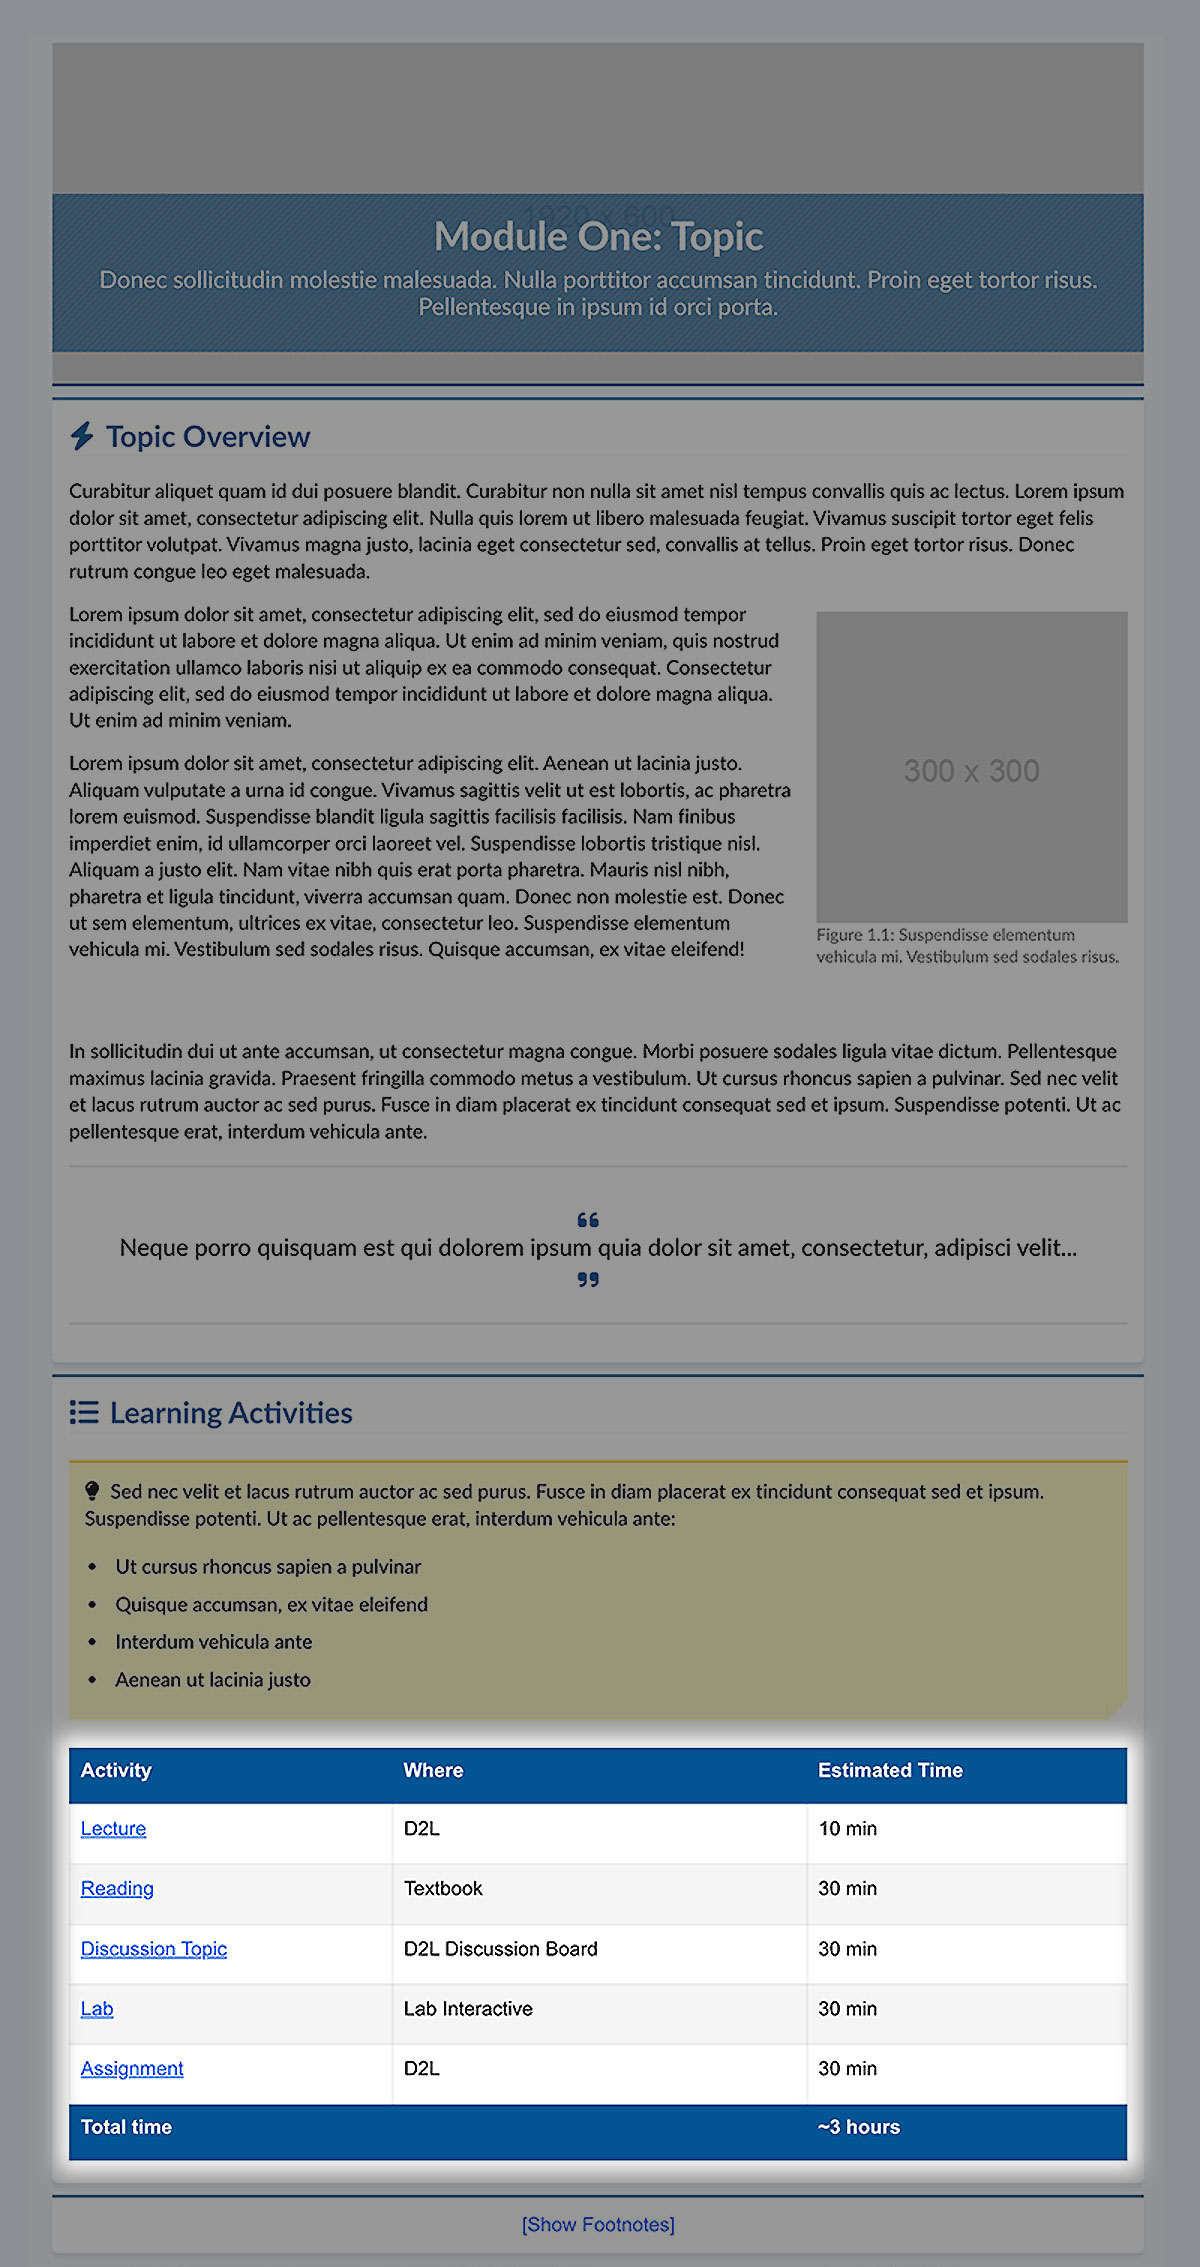 1920 x 600
Module One: Topic
Donec sollicitudin molestie malesuada. Nulla porttitor accumsan tincidunt. Proin eget tortor risus.
Pellentesque in ipsum id orci porta.
Topic Overview
Curabitur aliquet quam id dui posuere blandit. Curabitur non nulla sit amet nisl tempus convallis quis ac lectus. Lorem ipsum
dolor sit amet, consectetur adipiscing elit. Nulla quis lorem ut libero malesuada feugiat. Vivamus suscipit tortor eget felis
porttitor volutpat. Vivamus magna justo, lacinia eget consectetur sed, convallis at tellus. Proin eget tortor risus. Donec
rutrum congue leo eget malesuada.
Lorem ipsum dolor sit amet, consectetur adipiscing elit, sed do eiusmod tempor
incididunt ut labore et dolore magna aliqua. Ut enim ad minim veniam, quis nostrud
exercitation ullamco laboris nisi ut aliquip ex ea commodo consequat. Consectetur
adipiscing elit, sed do eiusmod tempor incididunt ut labore et dolore magna aliqua.
Ut enim ad minim veniam.
Lorem ipsum dolor sit amet, consectetur adipiscing elit. Aenean ut lacinia justo.
Aliquam vulputate a urna id congue. Vivamus sagittis velit ut est lobortis, ac pharetra
lorem euismod. Suspendisse blandit ligula sagittis facilisis facilisis. Nam finibus
imperdiet enim, id ullamcorper orci laoreet vel. Suspendisse lobortis tristique nisl.
Aliquam a justo elit. Nam vitae nibh quis erat porta pharetra. Mauris nisl nibh,
pharetra et ligula tincidunt, viverra accumsan quam. Donec non molestie est. Donec
ut sem elementum, ultrices ex vitae, consectetur leo. Suspendisse elementum
vehicula mi. Vestibulum sed sodales risus. Quisque accumsan, ex vitae eleifend!
300 x 300
Figure 1.1: Suspendisse elementum
vehicula mi. Vestibulum sed sodales risus.
In sollicitudin dui ut ante accumsan, ut consectetur magna congue. Morbi posuere sodales ligula vitae dictum. Pellentesque
maximus lacinia gravida. Praesent fringilla commodo metus a vestibulum. Ut cursus rhoncus sapien a pulvinar. Sed nec velit
et lacus rutrum auctor ac sed purus. Fusce in diam placerat ex tincidunt consequat sed et ipsum. Suspendisse potenti. Ut ac
pellentesque erat, interdum vehicula ante.
“
Neque porro quisquam est qui dolorem ipsum quia dolor sit amet, consectetur, adipisci velit...
”
Learning Activities
Sed nec velit et lacus rutrum auctor ac sed purus. Fusce in diam placerat ex tincidunt consequat sed et ipsum.
Suspendisse potenti. Ut ac pellentesque erat, interdum vehicula ante:
• Ut cursus rhoncus sapien a pulvinar
• Quisque accumsan, ex vitae eleifend
• Interdum vehicula ante
• Aenean ut lacinia justo
Activity Where Estimated Time
Lecture D2L 10 min
Reading Textbook 30 min
Discussion Topic D2L Discussion Board 30 min
Lab Lab Interactive 30 min
Assignment D2L 30 min
Total time ~3 hours
[Show Footnotes]